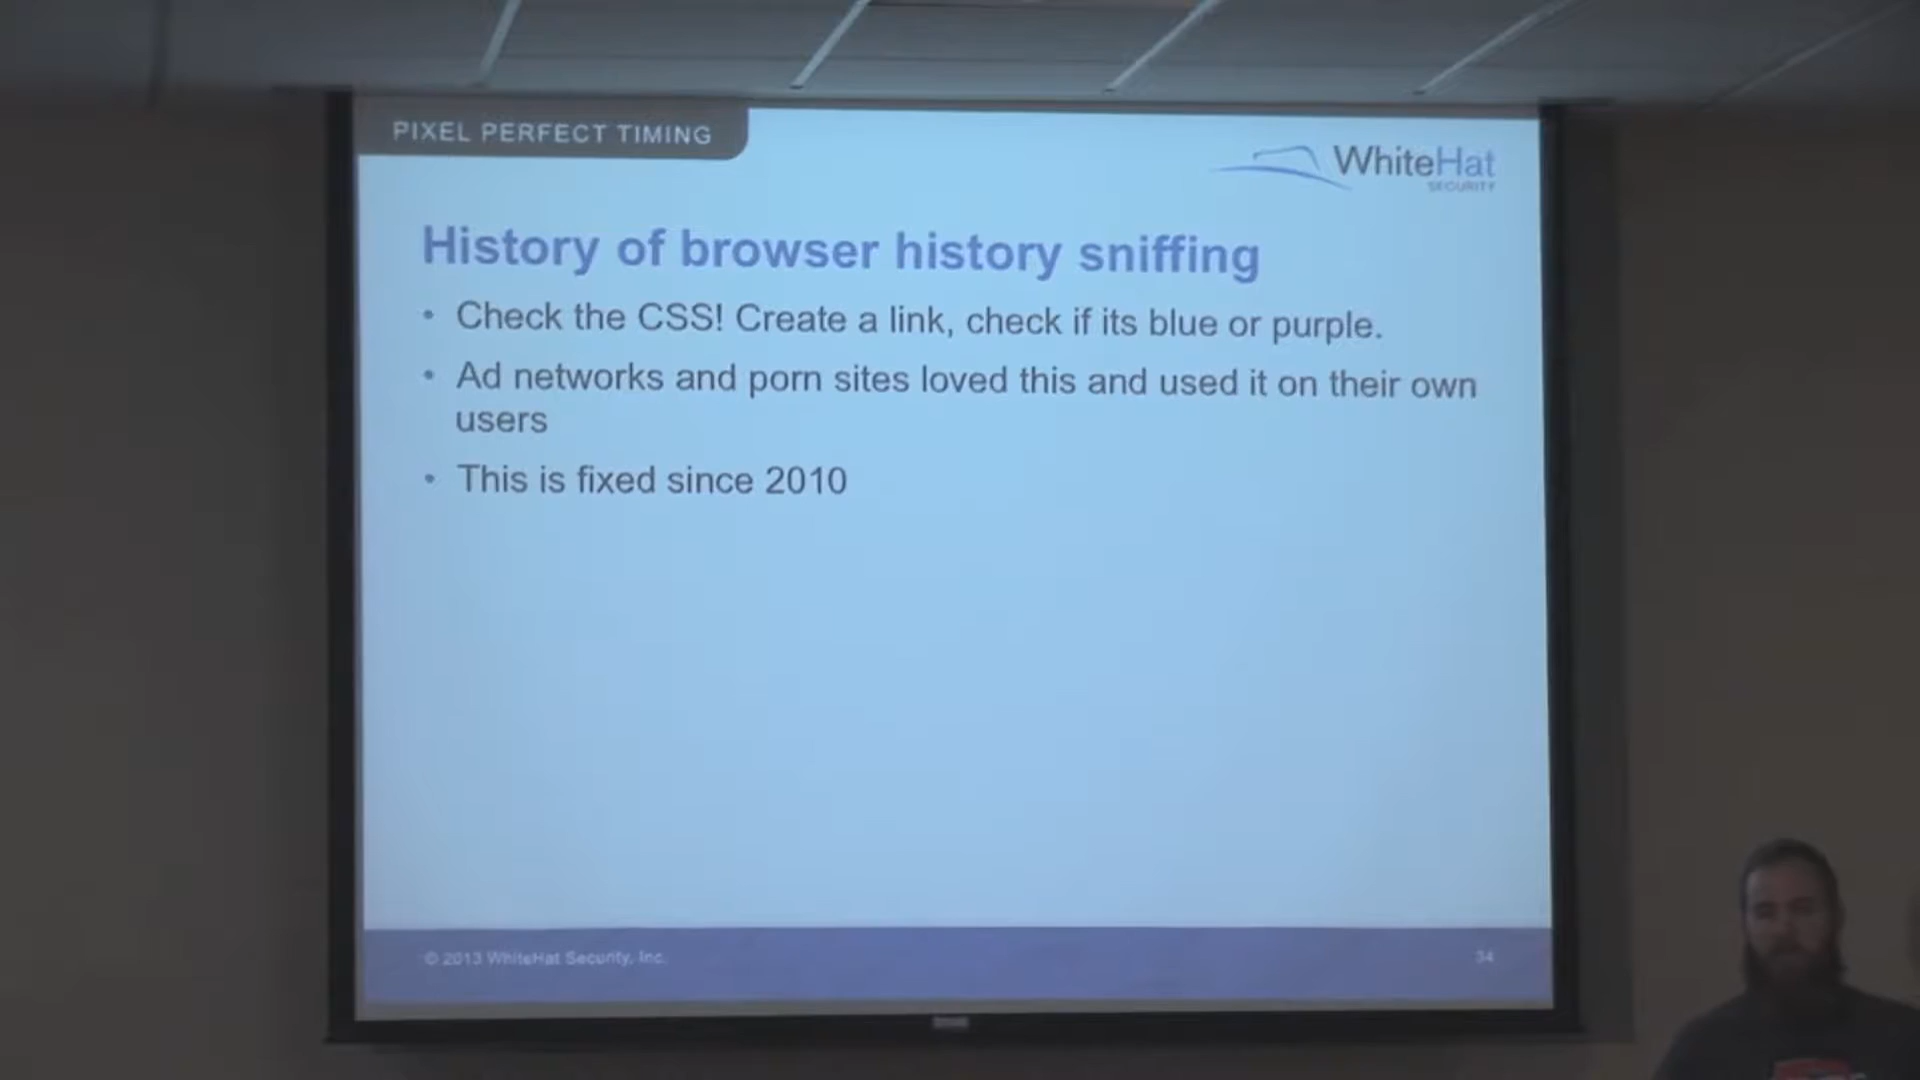 PIXEL PERFECT TIMING
WhiteHat
SECURITY
History of browser history sniffing
• Check the CSS! Create a link, check if its blue or purple.
• Ad networks and porn sites loved this and used it on their own
users
• This is fixed since 2010
© 2013 WhiteHat Security, Inc.
34